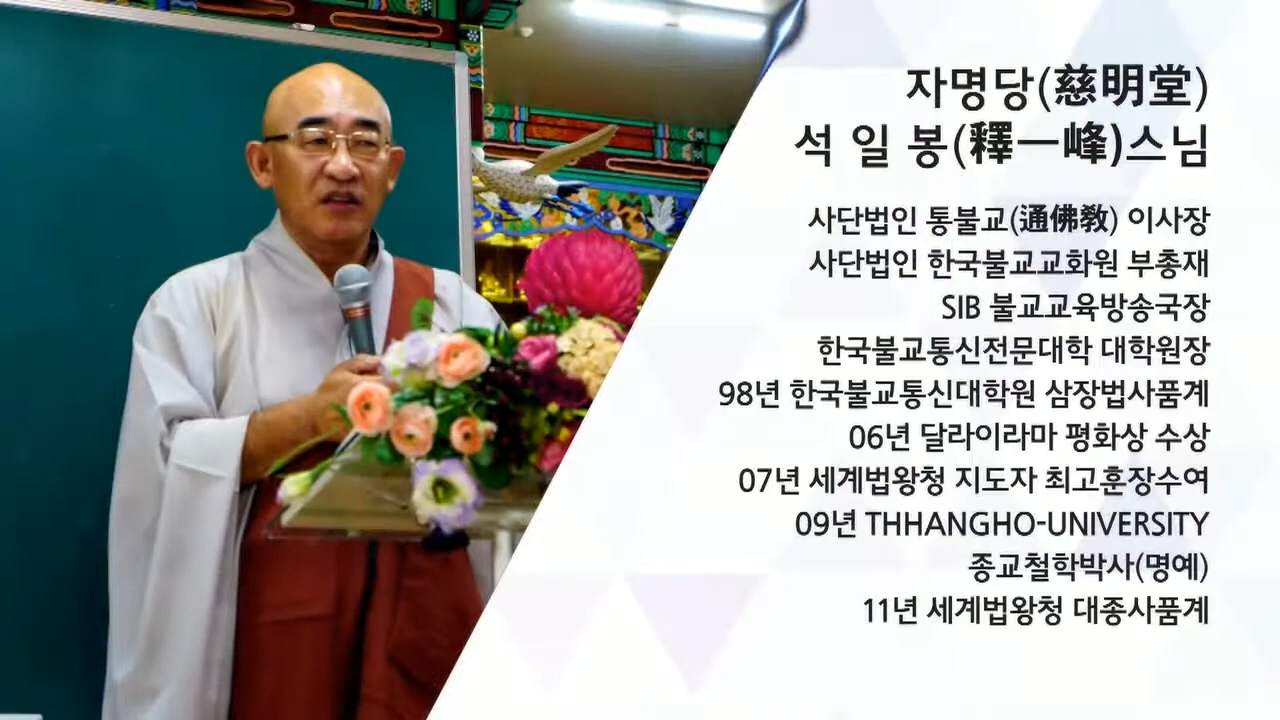 자명당(慈明堂)
석 일 봉(釋一峰)스님
사단법인 통불교(通佛敎) 이사장
사단법인 한국불교교화원 부총재
SIB 불교교육방송국장
한국불교통신전문대학 대학원장
98년 한국불교통신대학원 삼장법사품계
06년 달라이라마 평화상 수상
07년 세계법왕청 지도자 최고훈장수여
09년 THHANGHO-UNIVERSITY
종교철학박사(명예)
11년 세계법왕청 대종사품계